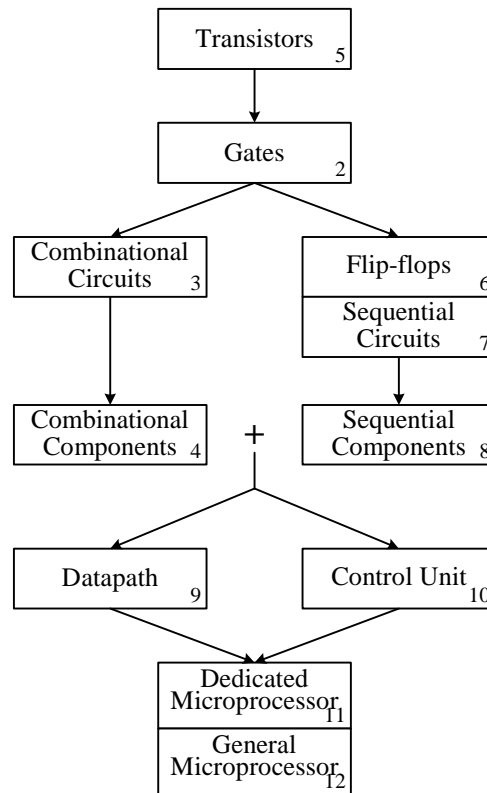 Transistors
5
Gates
2
Combinational
Circuits
3
Flip-flops
6
Sequential
Circuits
7
Combinational
Components
4
+
Sequential
Components
8
Datapath
9
Control Unit
10
Dedicated
Microprocessor
11
General
Microprocessor
12